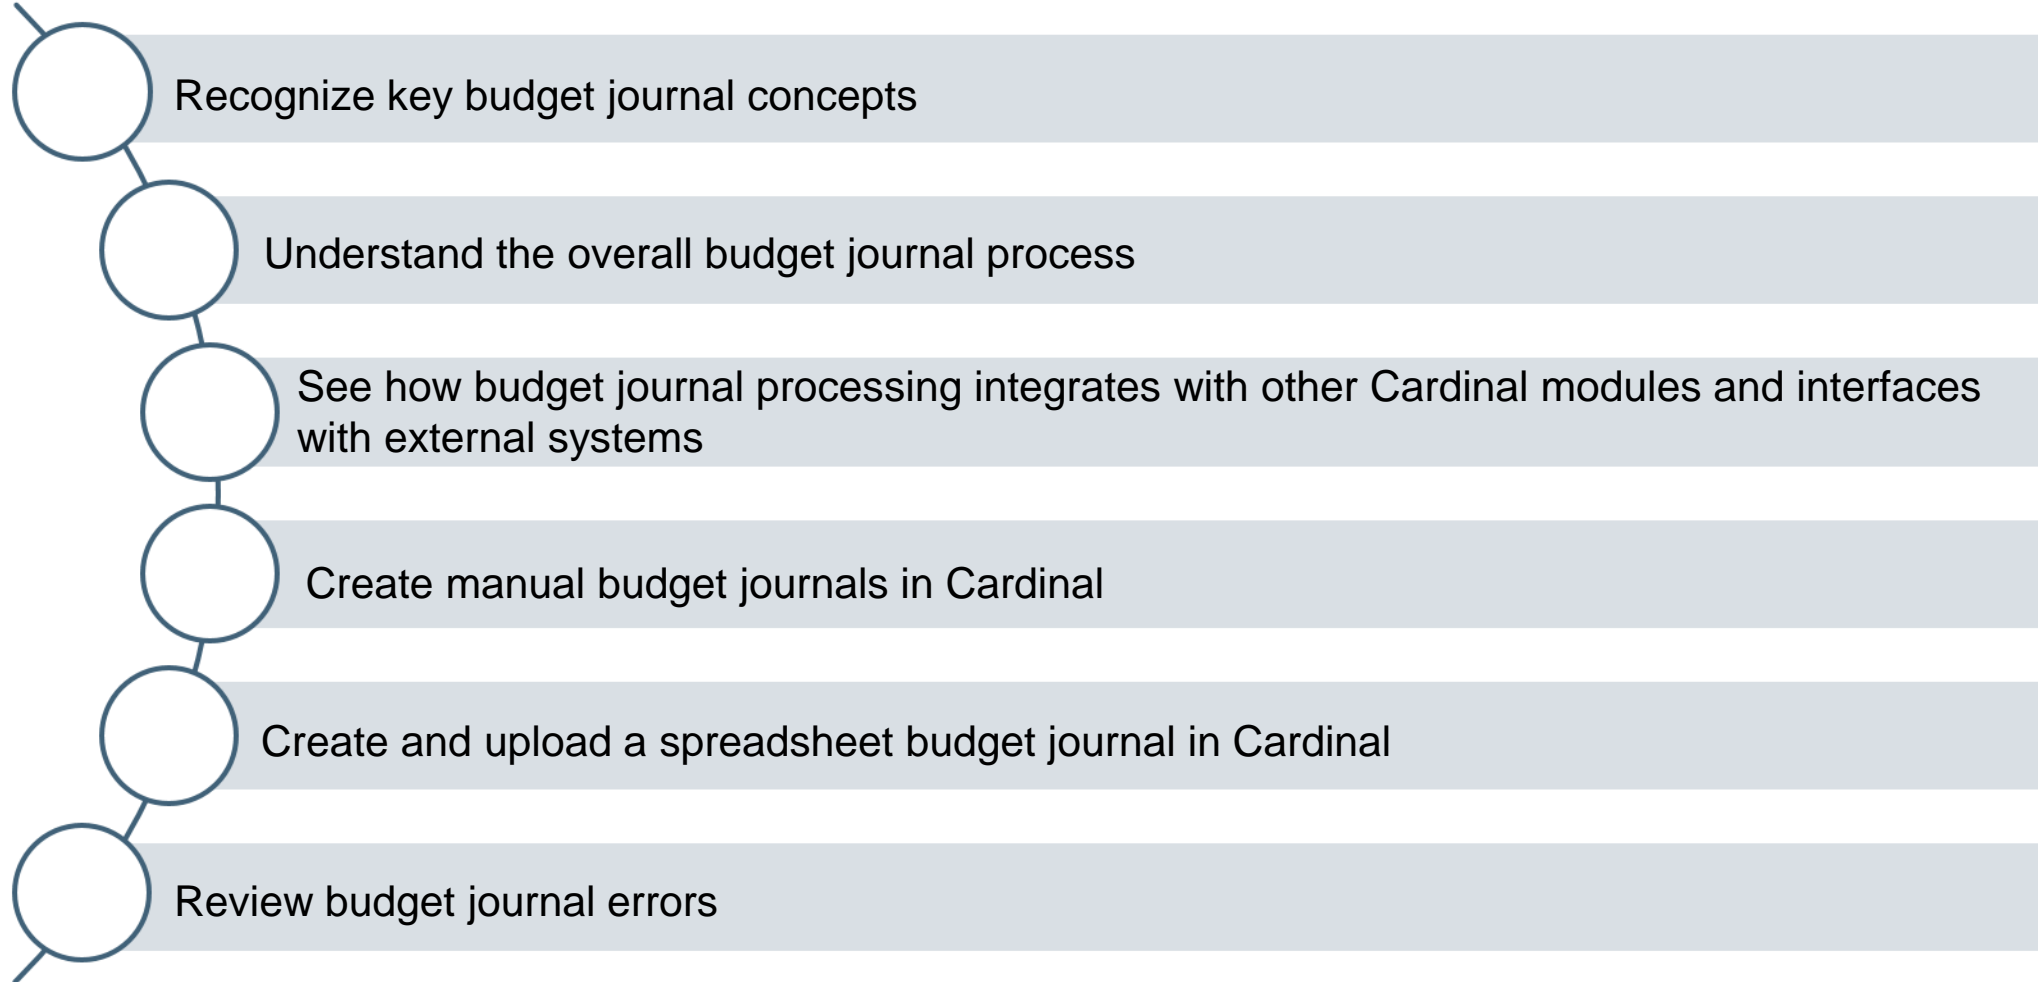 Recognize key budget journal concepts
Understand the overall budget journal process
See how budget journal processing integrates with other Cardinal modules and interfaces
with external systems
Create manual budget journals in Cardinal
Create and upload a spreadsheet budget journal in Cardinal
Review budget journal errors